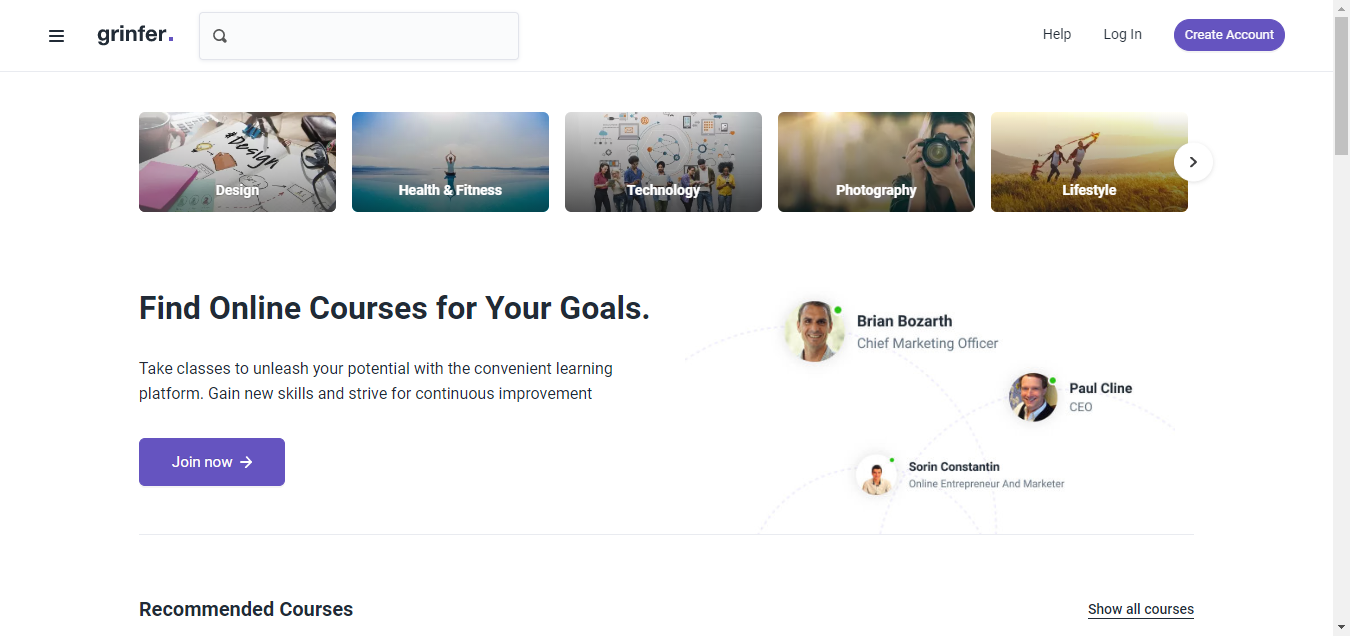 grinfer.
Help
Log In
Create Account
#Design
Design
Health & Fitness
Technology
Photography
Lifestyle
Find Online Courses for Your Goals.
Take classes to unleash your potential with the convenient learning
platform. Gain new skills and strive for continuous improvement
Join now →
Brian Bozarth
Chief Marketing Officer
Paul Cline
CEO
Sorin Constantin
Online Entrepreneur And Marketer
Recommended Courses
Show all courses